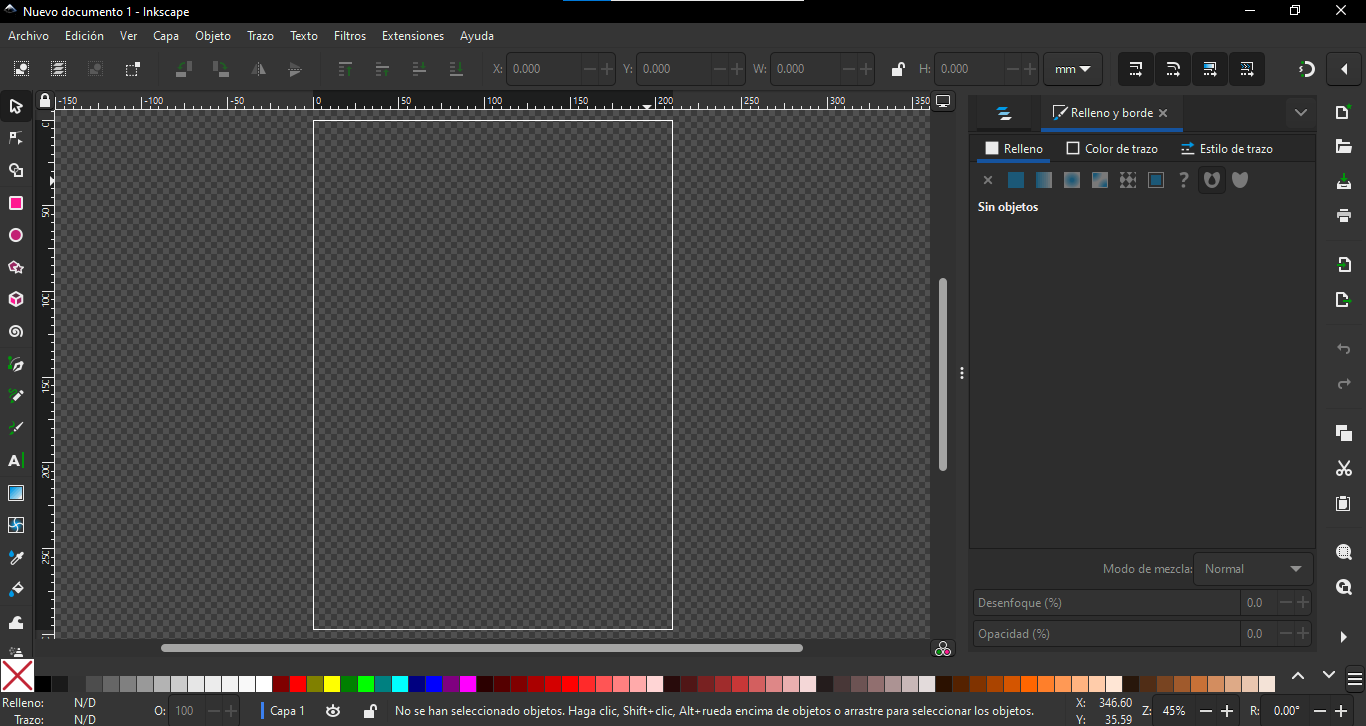 Nuevo documento 1 - Inkscape
Archivo Edición Ver Capa Objeto Trazo Texto Filtros Extensiones Ayuda
X: 0.000 Y: 0.000 W: 0.000 H: 0.000 mm
-150 -100 -50 0 50 100 150 200 250 300 350
0
50
100
150
200
250
Relleno y borde
Relleno Color de trazo Estilo de trazo
?
Sin objetos
A
Modo de mezcla: Normal
Desenfoque (%) 0.0
Opacidad (%) 0.0
Relleno: N/D
Trazo: N/D
O: 100
Capa 1
No se han seleccionado objetos. Haga clic, Shift+clic, Alt+rueda encima de objetos o arrastre para seleccionar los objetos.
X: 346.60
Y: 35.59
Z: 45%
R: 0.00°